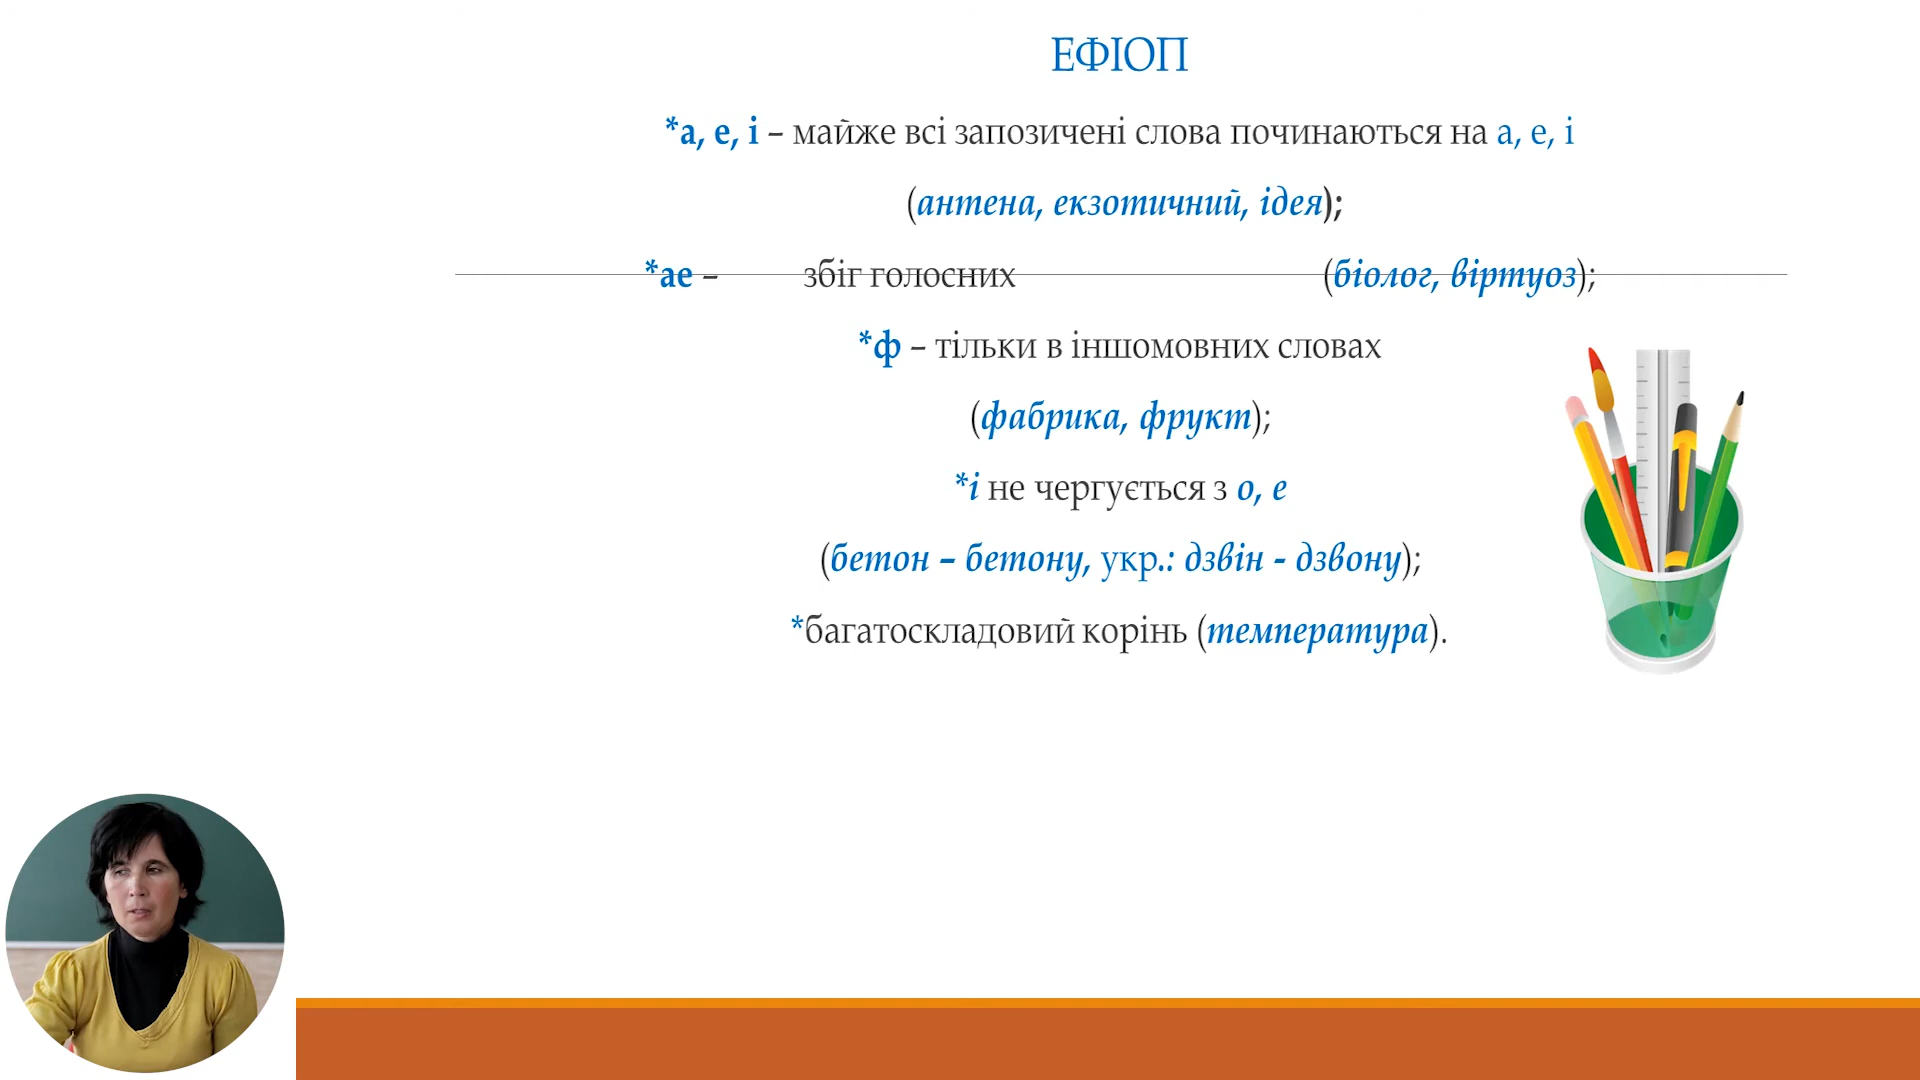 ЕФІОП
*а, е, і – майже всі запозичені слова починаються на а, е, і
(антена, екзотичний, ідея);
*ае – збіг голосних (біолог, віртуоз);
*ф – тільки в іншомовних словах
(фабрика, фрукт);
*і не чергується з о, е
(бетон – бетону, укр.: дзвін - дзвону);
*багатоскладовий корінь (температура).